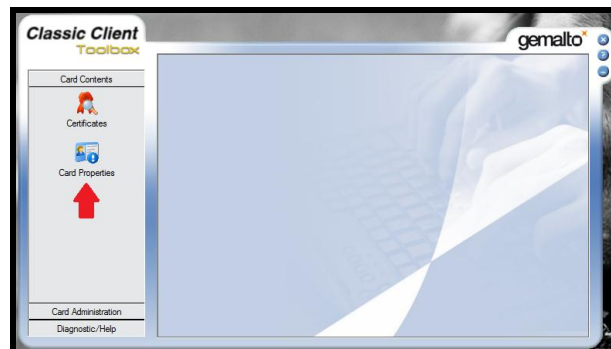 Classic Client
Toolbox
gemalto
Card Contents
Certificates
Card Properties
Card Administration
Diagnostic/Help